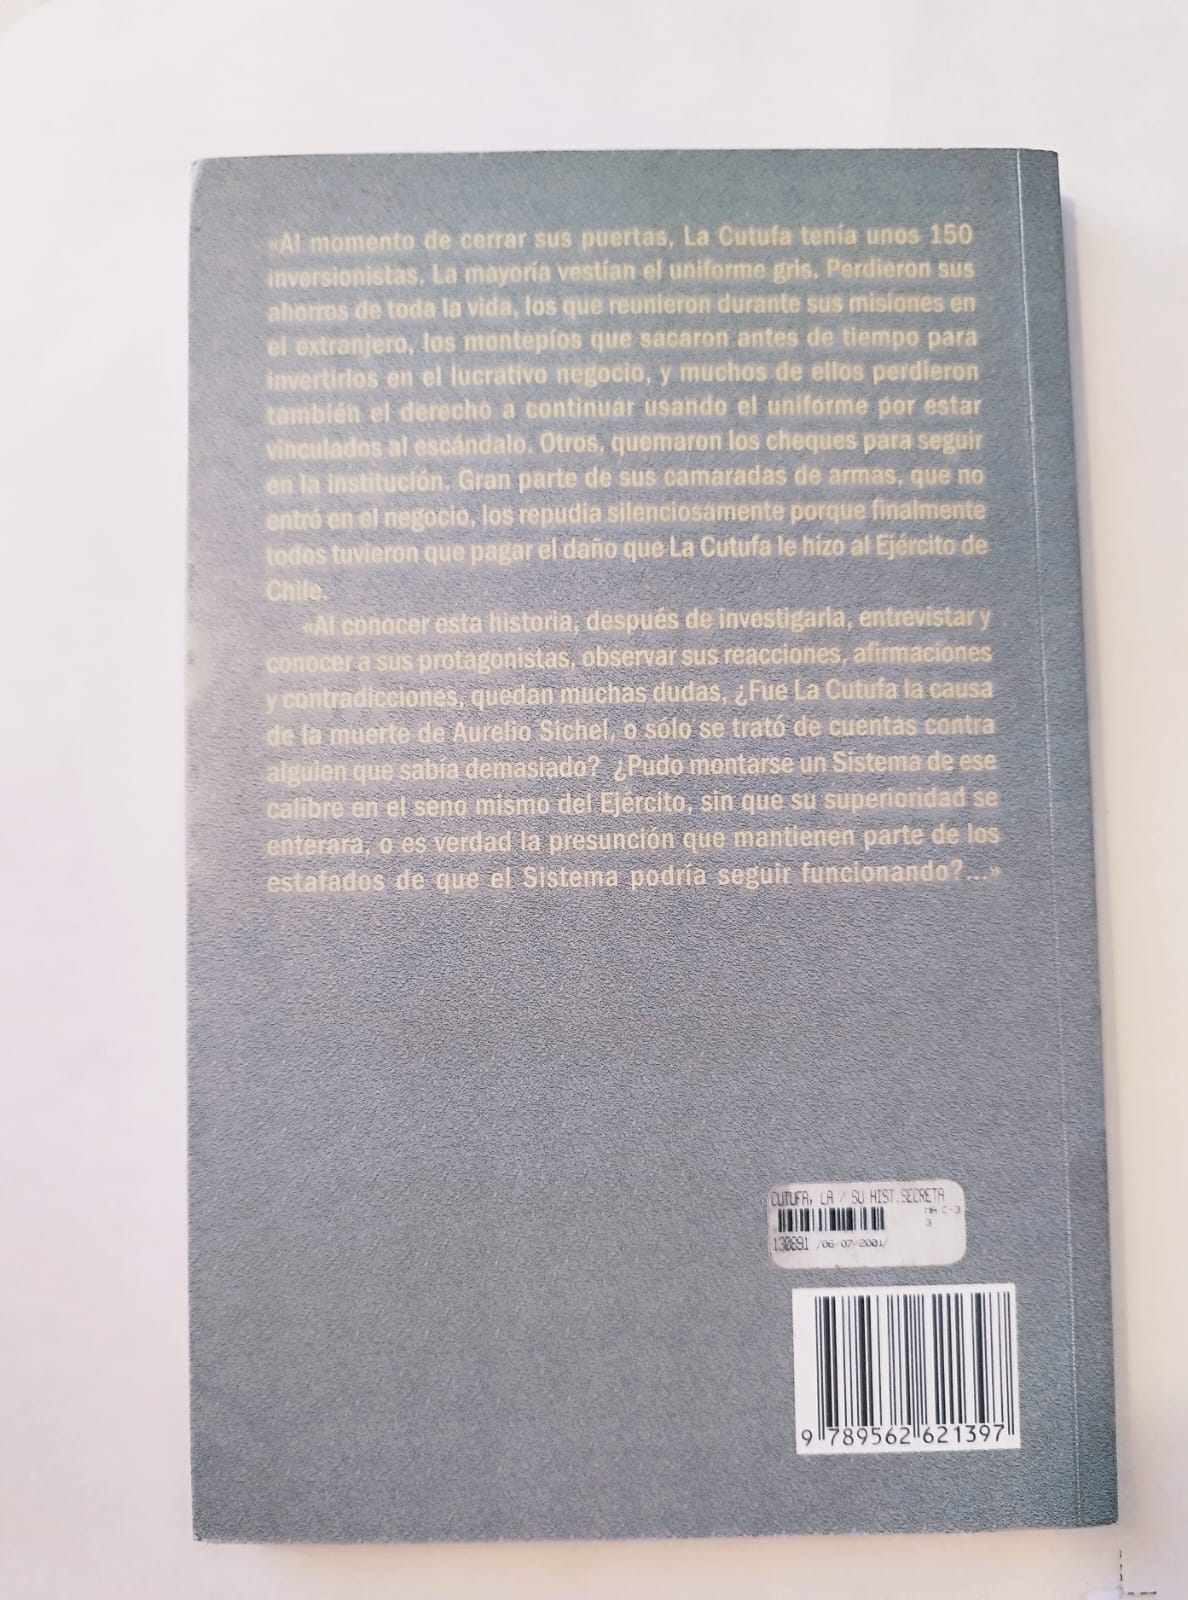 «Al momento de cerrar sus puertas, La Cutufa tenía unos 150
inversionistas. La mayoría vestían el uniforme gris. Perdieron sus
ahorros de toda la vida, los que reunieron durante sus misiones en
el extranjero, los montepíos que sacaron antes de tiempo para
invertirlos en el lucrativo negocio, y muchos de ellos perdieron
también el derecho a continuar usando el uniforme por estar
vinculados al escándalo. Otros, quemaron los cheques para seguir
en la institución. Gran parte de sus camaradas de armas, que no
entró en el negocio, los repudia silenciosamente porque finalmente
todos tuvieron que pagar el daño que La Cutufa le hizo al Ejército de
Chile.
«Al conocer esta historia, después de investigarla, entrevistar y
conocer a sus protagonistas, observar sus reacciones, afirmaciones
y contradicciones, quedan muchas dudas, ¿Fue La Cutufa la causa
de la muerte de Aurelio Sichel, o sólo se trató de cuentas contra
alguien que sabía demasiado? ¿Pudo montarse un Sistema de ese
calibre en el seno mismo del Ejército, sin que su superioridad se
enterara, o es verdad la presunción que mantienen parte de los
estafados de que el Sistema podría seguir funcionando?...»
CUTUFA, LA / SU HIST.SECRETA
MA C-3
3
130891 /06/07/2001/
9 789562 621397